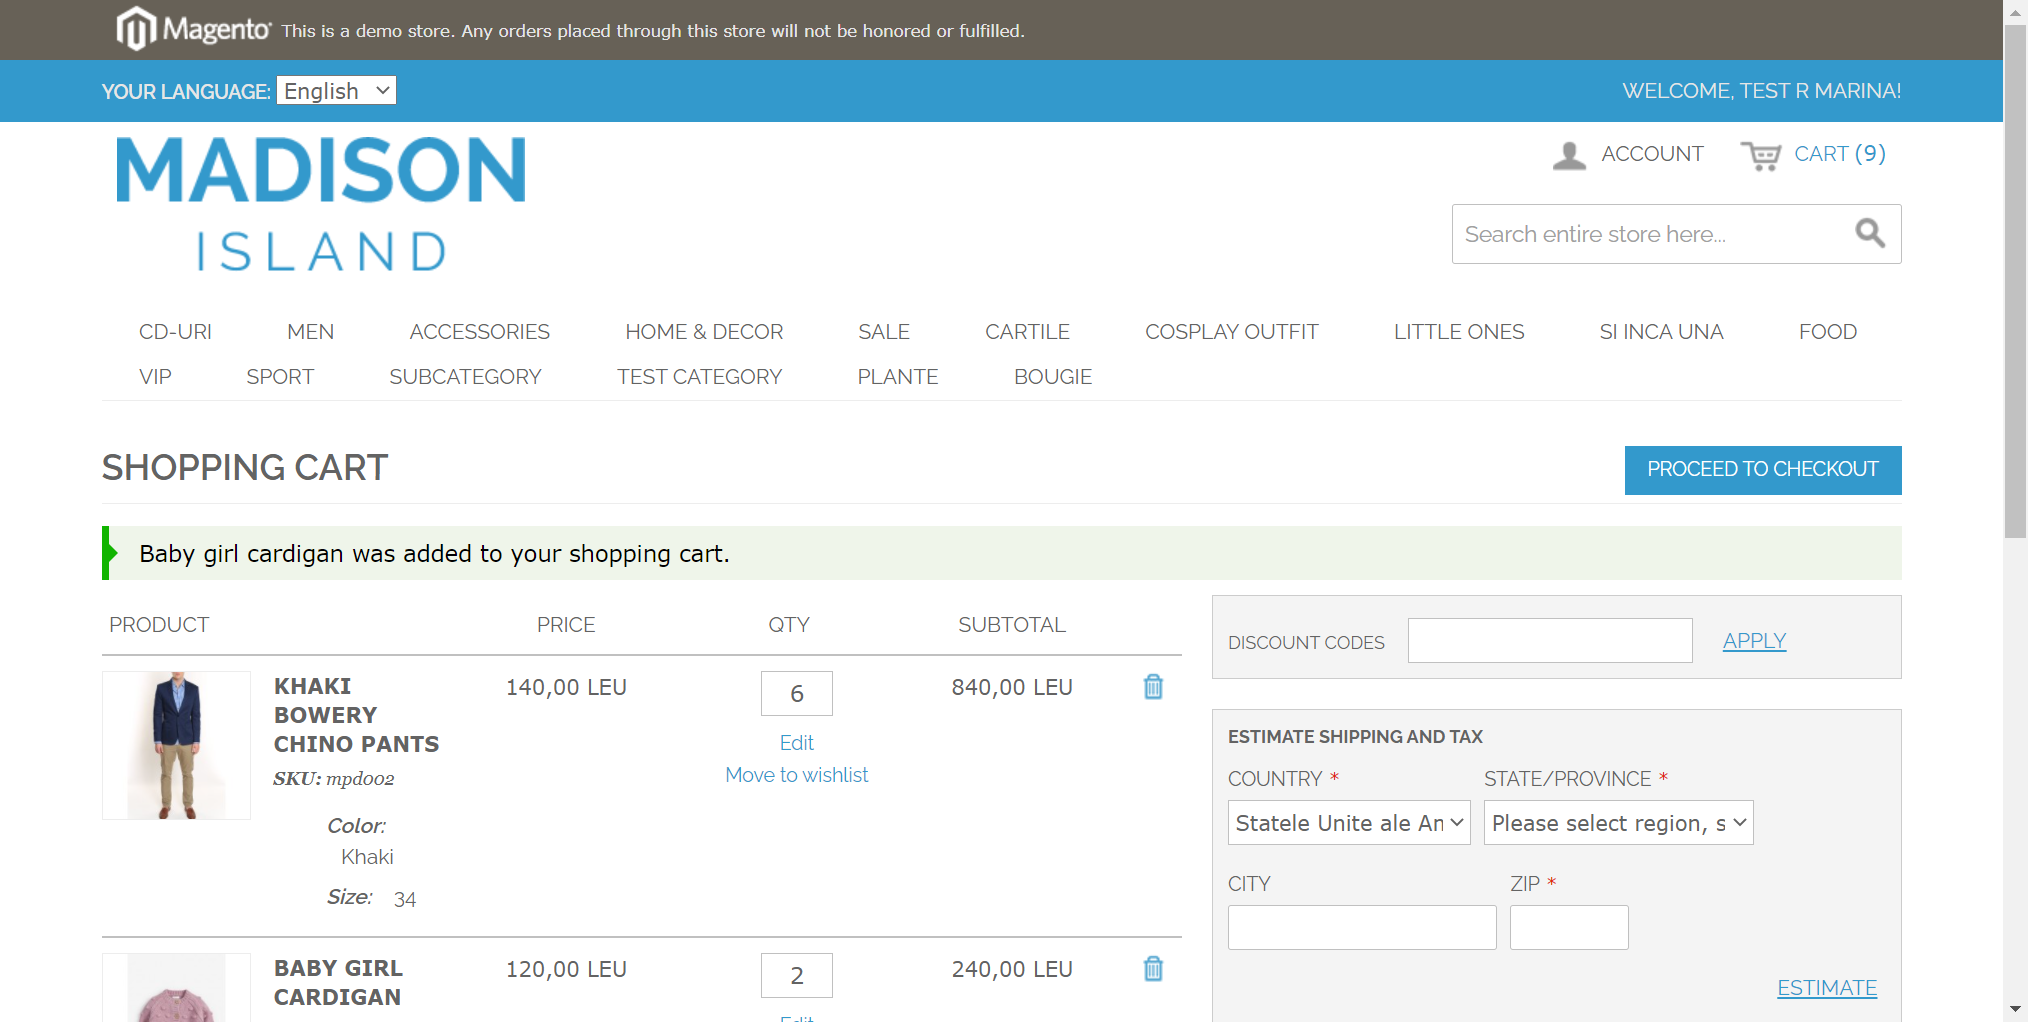 Magento This is a demo store. Any orders placed through this store will not be honored or fulfilled.
YOUR LANGUAGE: English
WELCOME, TEST R MARINA!
MADISON
ISLAND
ACCOUNT
CART (9)
Search entire store here...
CD-URI MEN ACCESSORIES HOME & DECOR SALE CARTILE COSPLAY OUTFIT LITTLE ONES SI INCA UNA FOOD
VIP SPORT SUBCATEGORY TEST CATEGORY PLANTE BOUGIE
SHOPPING CART
PROCEED TO CHECKOUT
Baby girl cardigan was added to your shopping cart.
PRODUCT PRICE QTY SUBTOTAL
KHAKI
BOWERY
CHINO PANTS
SKU: mpd002
Color:
Khaki
Size: 34
140,00 LEU
6
Edit
Move to wishlist
840,00 LEU
BABY GIRL
CARDIGAN
120,00 LEU
2
Edit
240,00 LEU
DISCOUNT CODES
APPLY
ESTIMATE SHIPPING AND TAX
COUNTRY *
STATE/PROVINCE *
Statele Unite ale Am
Please select region, s
CITY
ZIP *
ESTIMATE